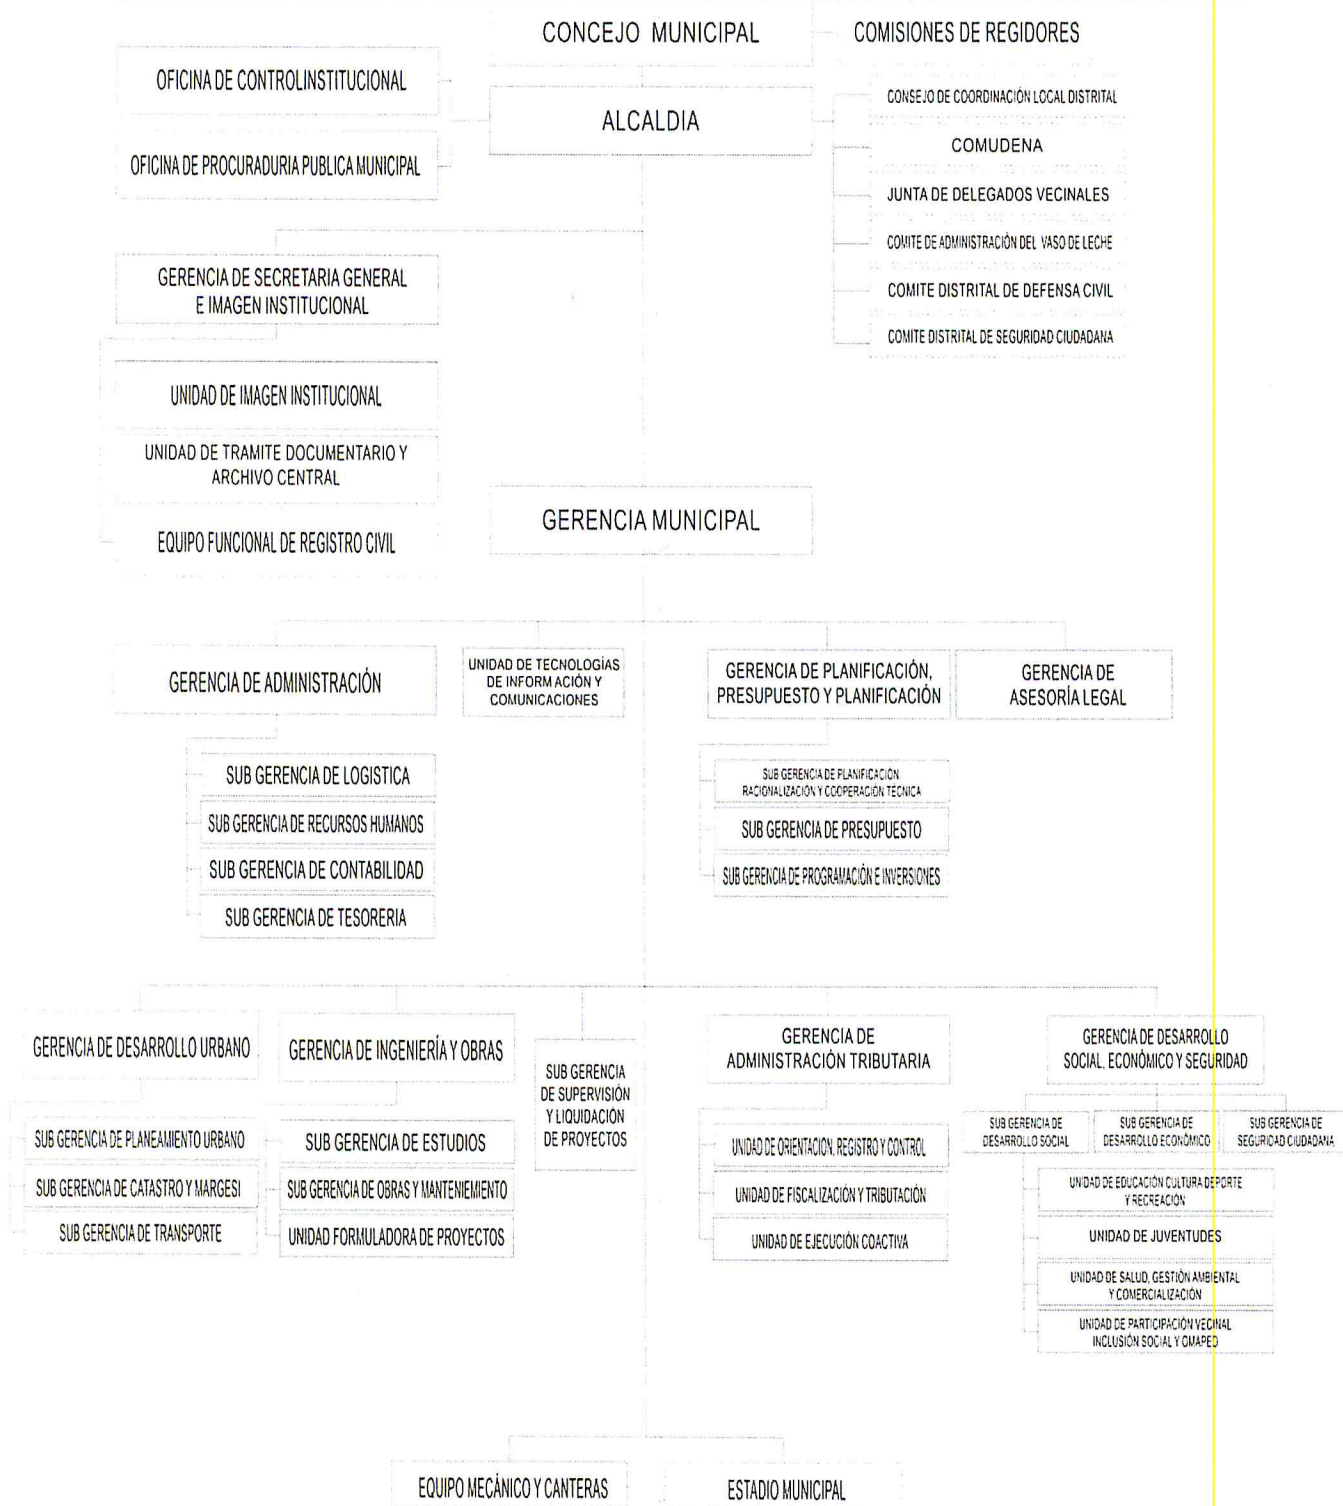 CONCEJO MUNICIPAL
COMISIONES DE REGIDORES
OFICINA DE CONTROLINSTITUCIONAL
ALCALDIA
OFICINA DE PROCURADURIA PUBLICA MUNICIPAL
CONSEJO DE COORDINACIÓN LOCAL DISTRITAL
COMUDENA
JUNTA DE DELEGADOS VECINALES
COMITE DE ADMINISTRACIÓN DEL VASO DE LECHE
COMITE DISTRITAL DE DEFENSA CIVIL
COMITE DISTRITAL DE SEGURIDAD CIUDADANA
GERENCIA DE SECRETARIA GENERAL
E IMAGEN INSTITUCIONAL
UNIDAD DE IMAGEN INSTITUCIONAL
UNIDAD DE TRAMITE DOCUMENTARIO Y
ARCHIVO CENTRAL
EQUIPO FUNCIONAL DE REGISTRO CIVIL
GERENCIA MUNICIPAL
GERENCIA DE ADMINISTRACIÓN
UNIDAD DE TECNOLOGÍAS
DE INFORMACIÓN Y
COMUNICACIONES
GERENCIA DE PLANIFICACIÓN,
PRESUPUESTO Y PLANIFICACIÓN
GERENCIA DE
ASESORÍA LEGAL
SUB GERENCIA DE LOGISTICA
SUB GERENCIA DE RECURSOS HUMANOS
SUB GERENCIA DE CONTABILIDAD
SUB GERENCIA DE TESORERIA
SUB GERENCIA DE PLANIFICACIÓN
RACIONALIZACIÓN Y COOPERACIÓN TÉCNICA
SUB GERENCIA DE PRESUPUESTO
SUB GERENCIA DE PROGRAMACIÓN E INVERSIONES
GERENCIA DE DESARROLLO URBANO
SUB GERENCIA DE PLANEAMIENTO URBANO
SUB GERENCIA DE CATASTRO Y MARGESI
SUB GERENCIA DE TRANSPORTE
GERENCIA DE INGENIERÍA Y OBRAS
SUB GERENCIA DE ESTUDIOS
SUB GERENCIA DE OBRAS Y MANTENIEMIENTO
UNIDAD FORMULADORA DE PROYECTOS
SUB GERENCIA
DE SUPERVISIÓN
Y LIQUIDACIÓN
DE PROYECTOS
GERENCIA DE
ADMINISTRACIÓN TRIBUTARIA
UNIDAD DE ORIENTACION, REGISTRO Y CONTROL
UNIDAD DE FISCALIZACIÓN Y TRIBUTACIÓN
UNIDAD DE EJECUCIÓN COACTIVA
GERENCIA DE DESARROLLO
SOCIAL, ECONÓMICO Y SEGURIDAD
SUB GERENCIA DE
DESARROLLO SOCIAL
SUB GERENCIA DE
DESARROLLO ECONÓMICO
SUB GERENCIA DE
SEGURIDAD CIUDADANA
UNIDAD DE EDUCACIÓN CULTURA DEPORTE
Y RECREACIÓN
UNIDAD DE JUVENTUDES
UNIDAD DE SALUD, GESTIÓN AMBIENTAL
Y COMERCIALIZACIÓN
UNIDAD DE PARTICIPACIÓN VECINAL
INCLUSIÓN SOCIAL Y OMAPED
EQUIPO MECÁNICO Y CANTERAS
ESTADIO MUNICIPAL